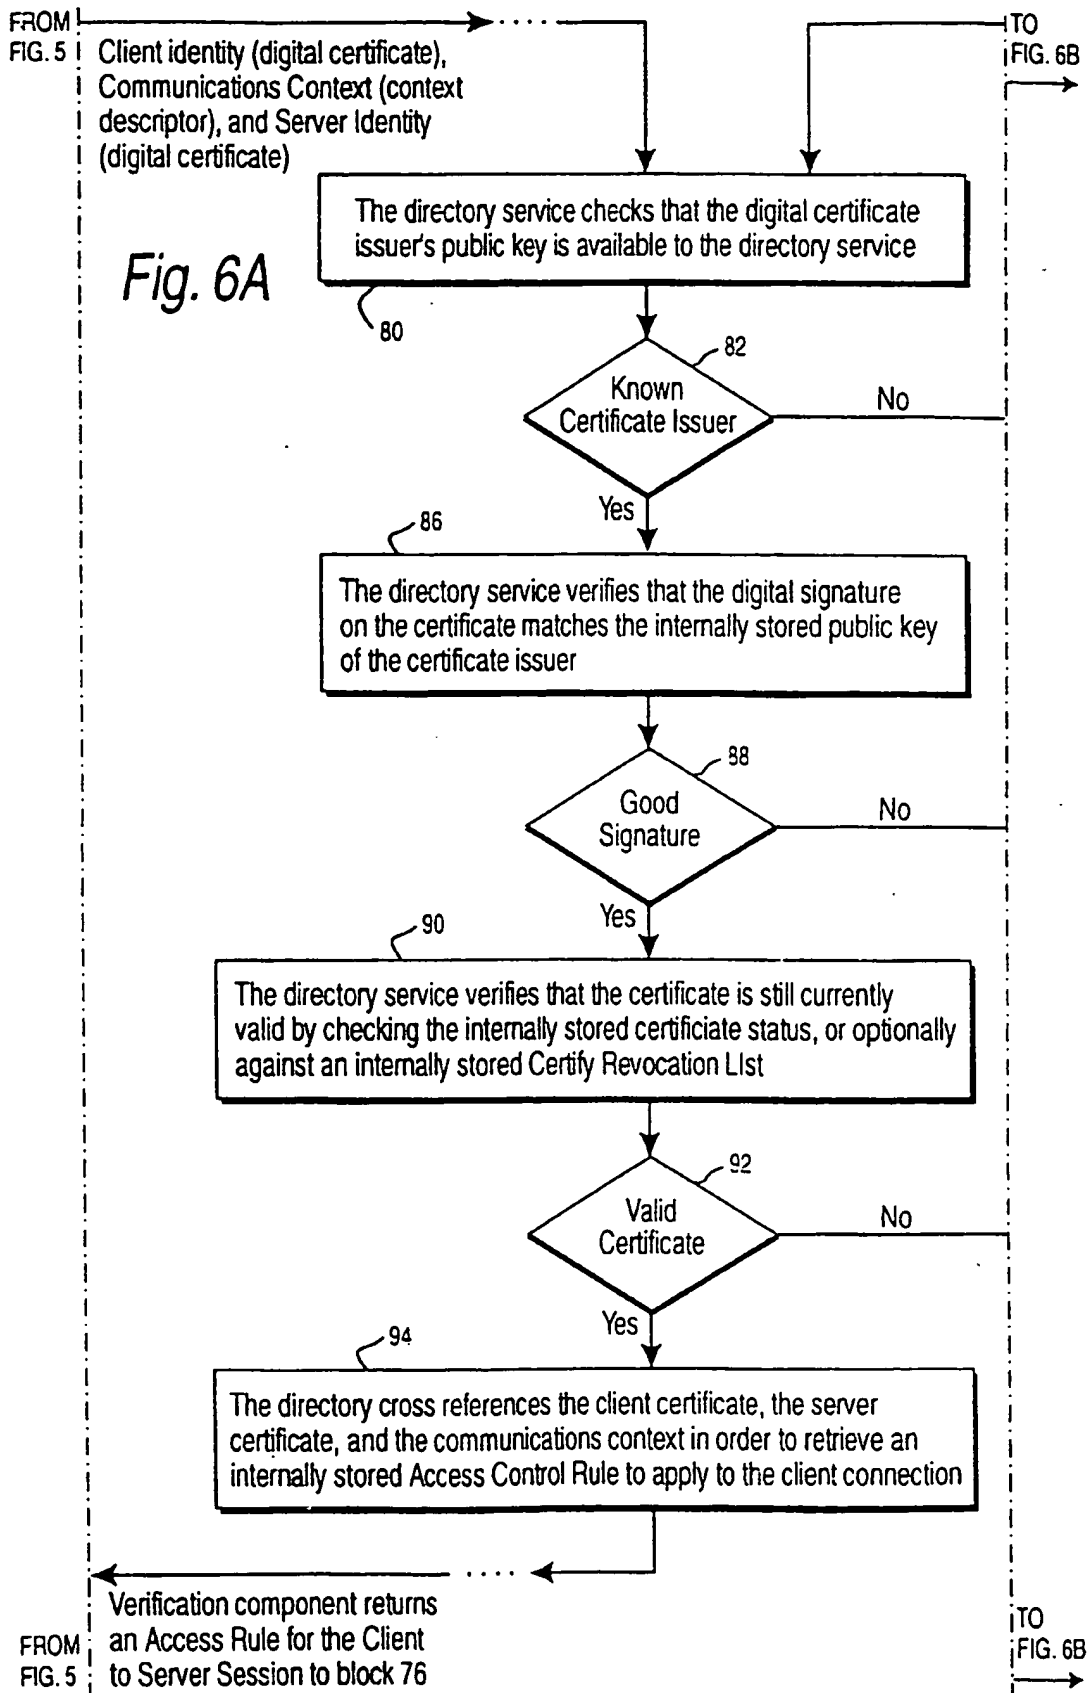 FROM
FIG. 5
Client identity (digital certificate),
Communications Context (context
descriptor), and Server Identity
(digital certificate)
TO
FIG. 6B
The directory service checks that the digital certificate
issuer's public key is available to the directory service
Fig. 6A
80
82
Known
Certificate Issuer
No
Yes
86
The directory service verifies that the digital signature
on the certificate matches the internally stored public key
of the certificate issuer
88
Good
Signature
No
Yes
90
The directory service verifies that the certificate is still currently
valid by checking the internally stored certificiate status, or optionally
against an internally stored Certify Revocation LIst
92
Valid
Certificate
No
Yes
94
The directory cross references the client certificate, the server
certificate, and the communications context in order to retrieve an
internally stored Access Control Rule to apply to the client connection
Verification component returns
an Access Rule for the Client
to Server Session to block 76
FROM
FIG. 5
TO
FIG. 6B